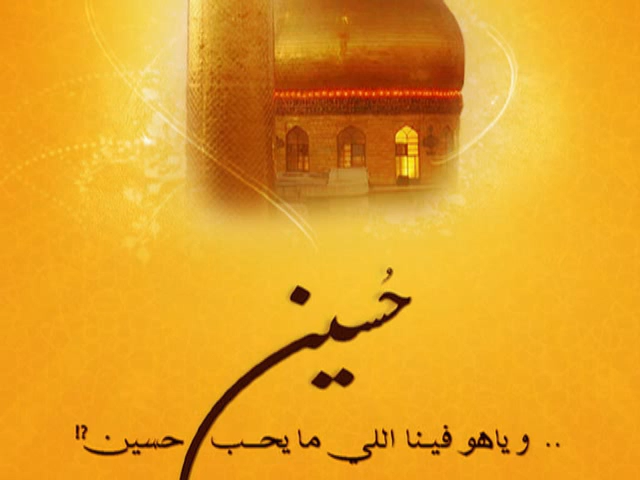 حُسين
.. و ياهو فينا اللي ما يحب حسين ?!